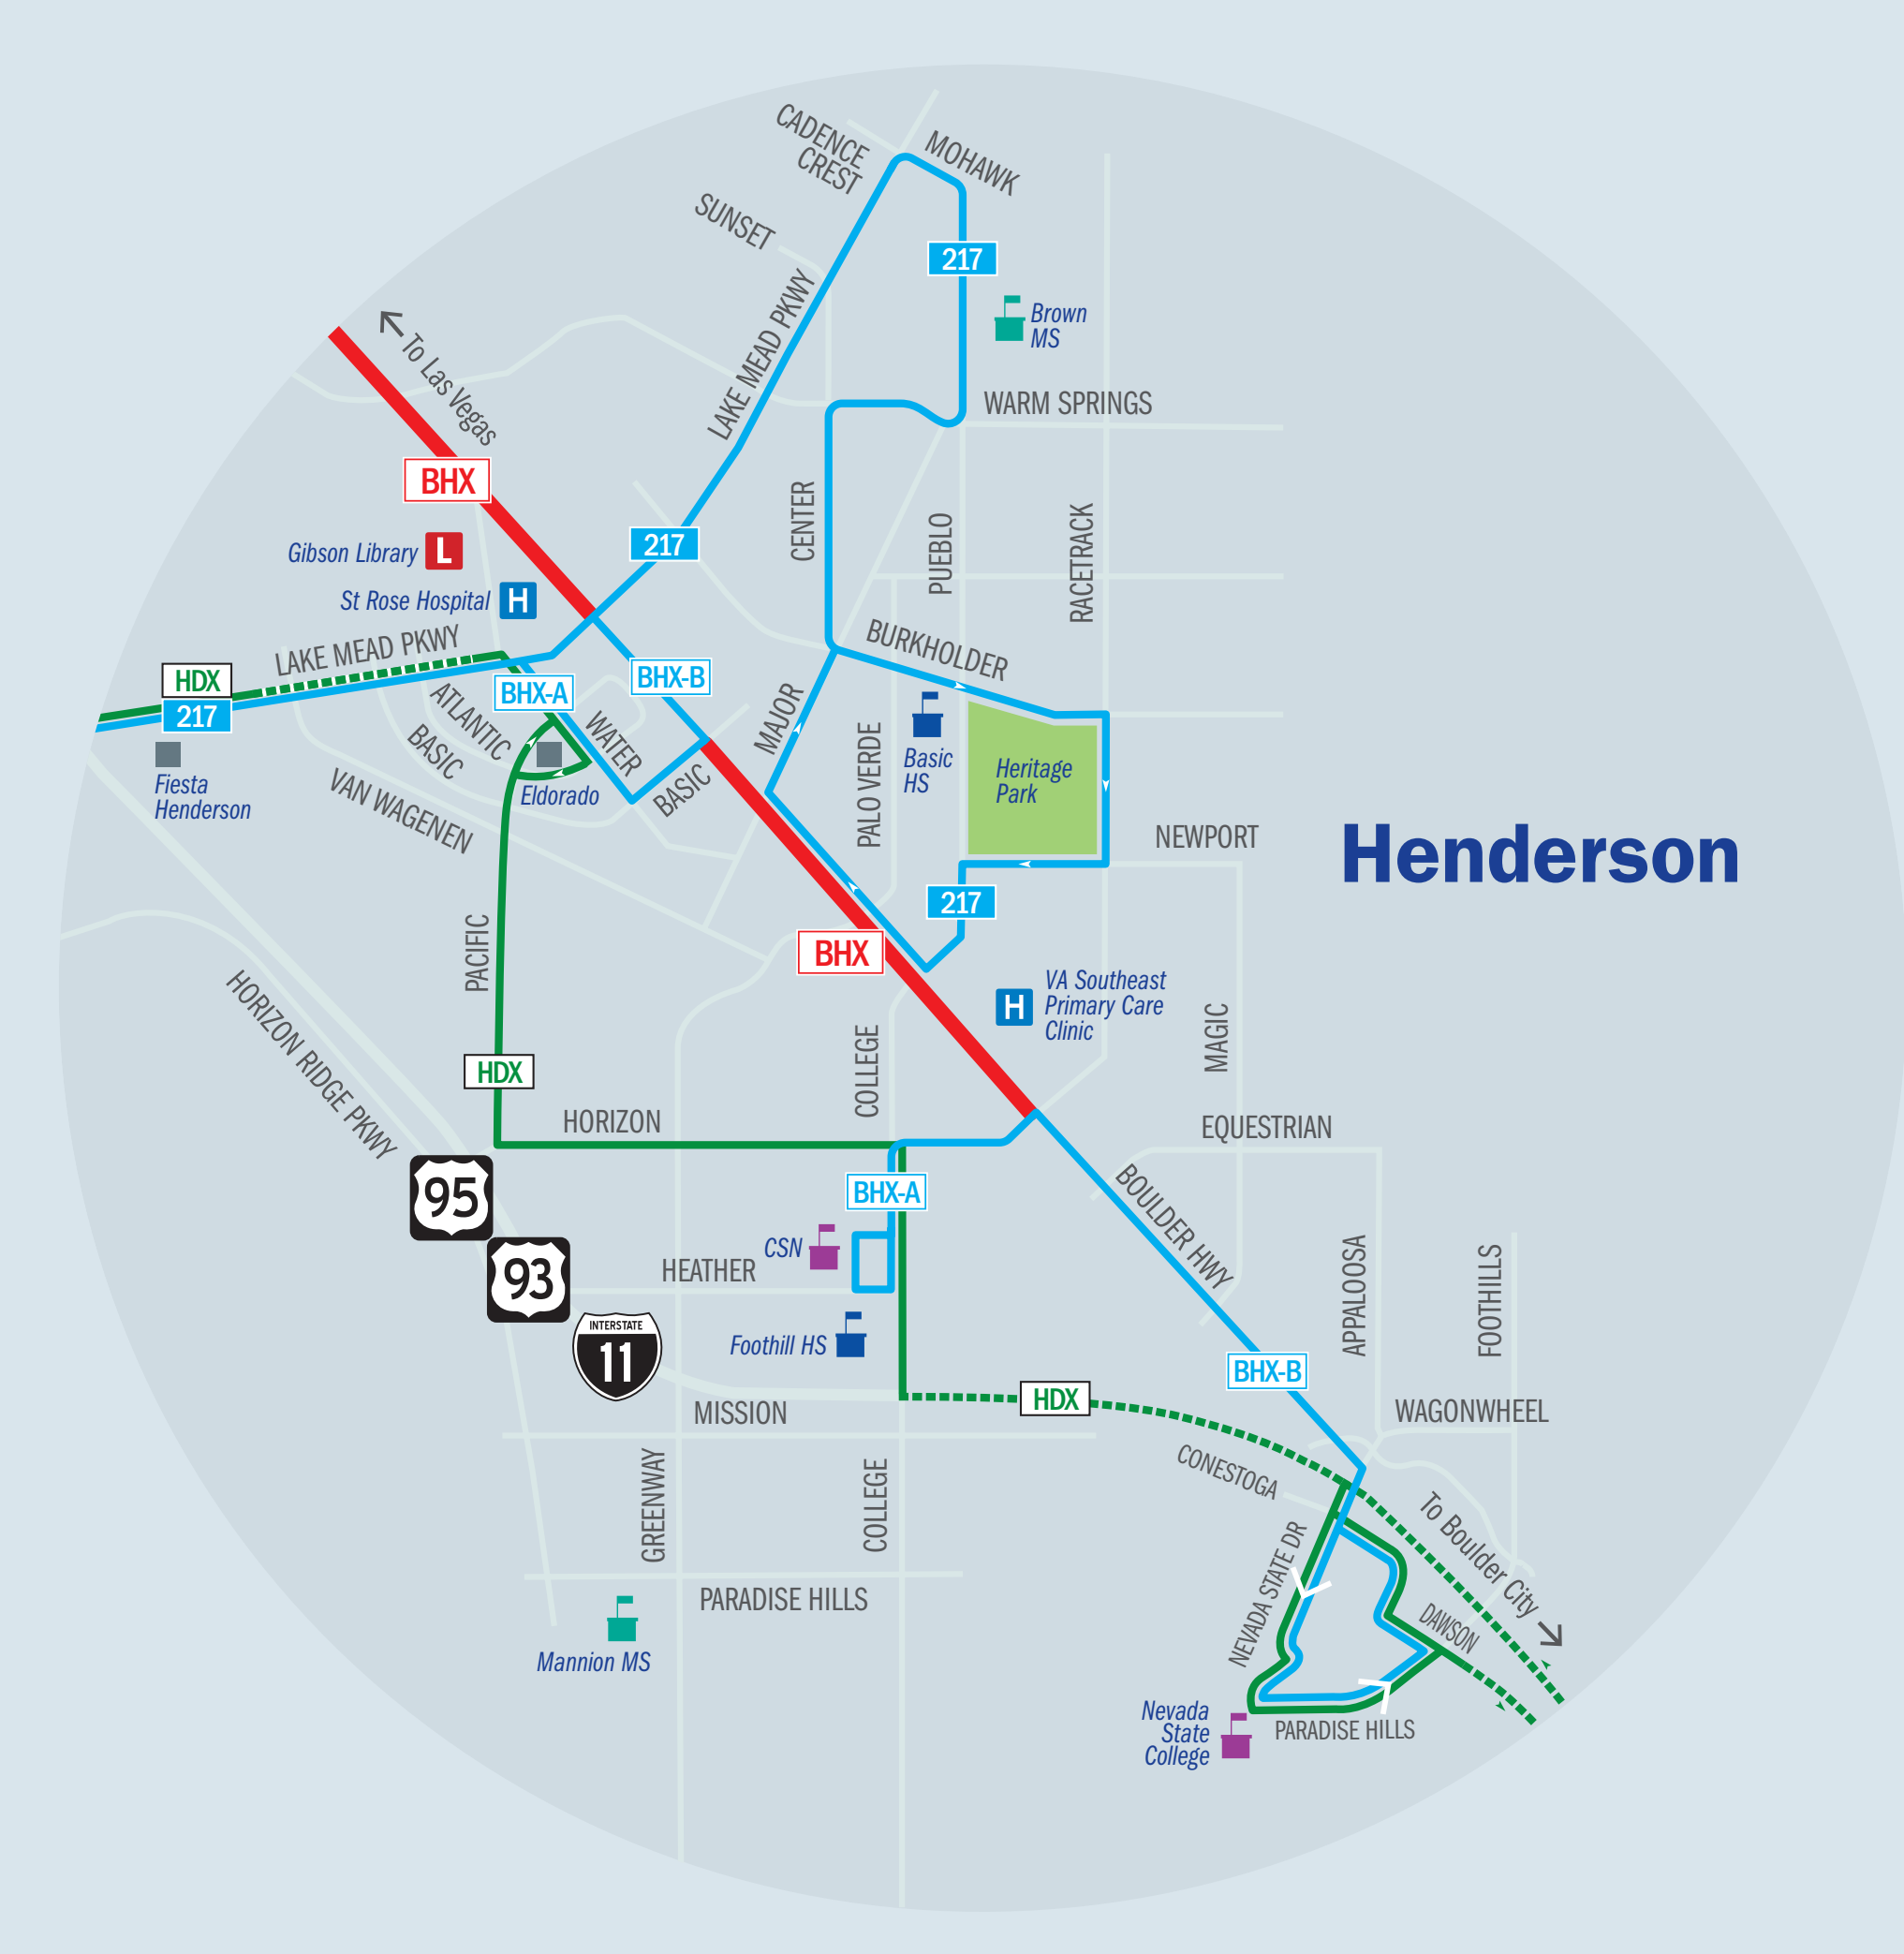 CADENCE
CREST
MOHAWK
SUNSET
217
Brown
MS
LAKE MEAD PKWY
To Las Vegas
WARM SPRINGS
BHX
CENTER
PUEBLO
RACETRACK
217
Gibson Library
L
St Rose Hospital
H
LAKE MEAD PKWY
BURKHOLDER
HDX
217
BHX-A
BHX-B
ATLANTIC
BASIC
WATER
MAJOR
PALO VERDE
Basic
HS
Heritage
Park
Fiesta
Henderson
Eldorado
BASIC
VAN WAGENEN
NEWPORT
Henderson
217
PACIFIC
BHX
HORIZON RIDGE PKWY
H
VA Southeast
Primary Care
Clinic
COLLEGE
MAGIC
HDX
HORIZON
EQUESTRIAN
95
BHX-A
BOULDER HWY
CSN
93
HEATHER
APPALOOSA
FOOTHILLS
INTERSTATE
11
Foothill HS
BHX-B
HDX
MISSION
WAGONWHEEL
CONESTOGA
GREENWAY
COLLEGE
To Boulder City
NEVADA STATE DR
PARADISE HILLS
DAWSON
Mannion MS
Nevada
State
College
PARADISE HILLS